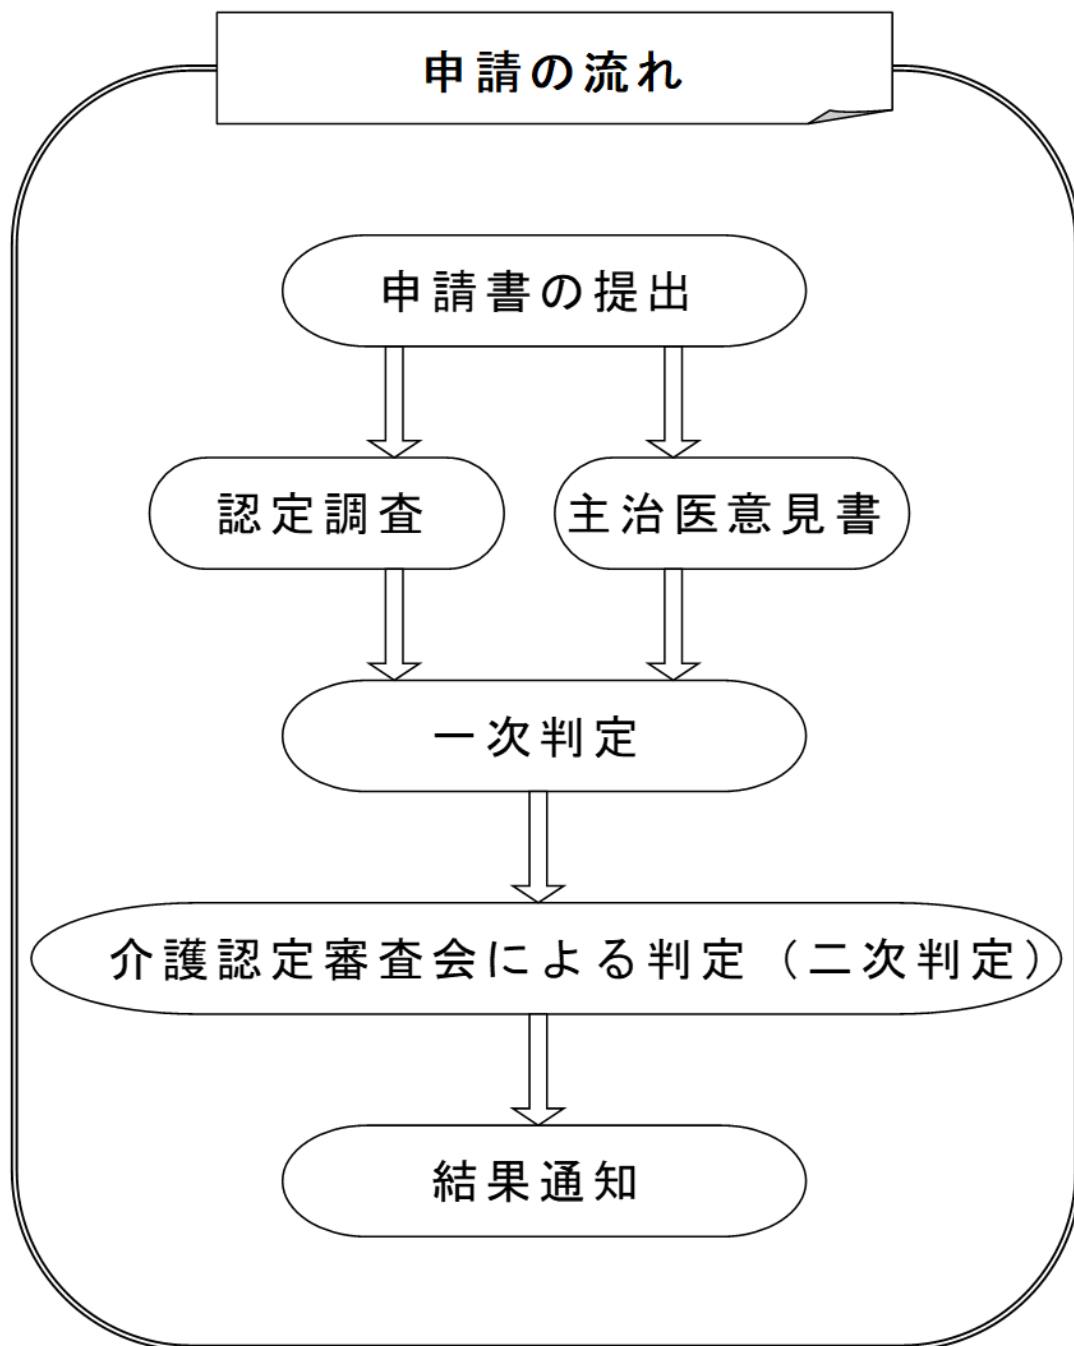 申請の流れ
申請書の提出
認定調査
主治医意見書
一次判定
介護認定審査会による判定（二次判定）
結果通知